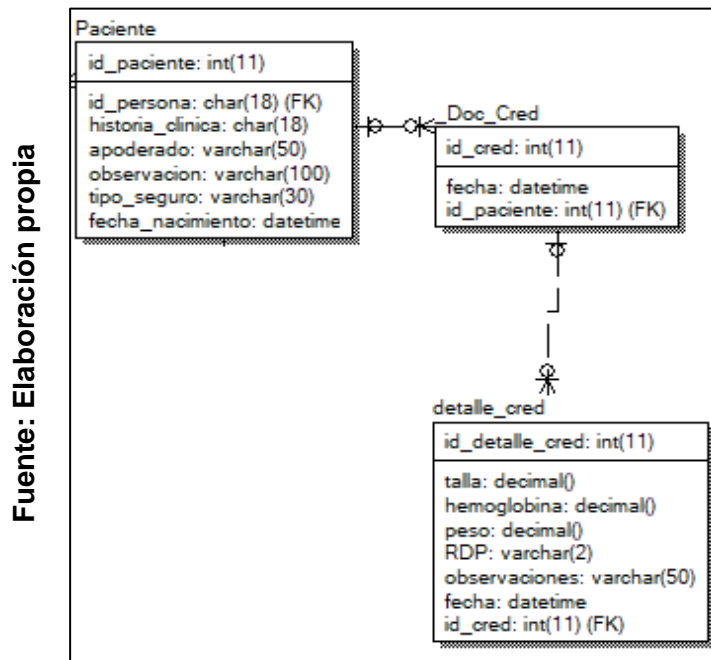 Paciente
id_paciente: int(11)
id_persona: char(18) (FK)
historia_clinica: char(18)
apoderado: varchar(50)
observacion: varchar(100)
tipo_seguro: varchar(30)
fecha_nacimiento: datetime
_Doc_Cred
id_cred: int(11)
fecha: datetime
id_paciente: int(11) (FK)
detalle_cred
id_detalle_cred: int(11)
talla: decimal()
hemoglobina: decimal()
peso: decimal()
RDP: varchar(2)
observaciones: varchar(50)
fecha: datetime
id_cred: int(11) (FK)
Fuente: Elaboración propia